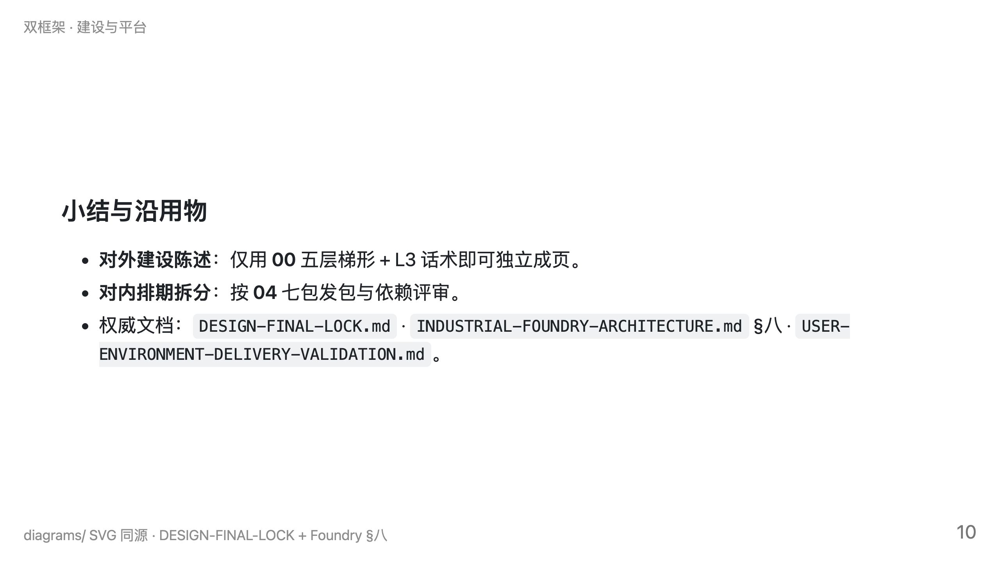 双框架 · 建设与平台
小结与沿用物
• 对外建设陈述：仅用 00 五层梯形 + L3 话术即可独立成页。
• 对内排期拆分：按 04 七包发包与依赖评审。
• 权威文档： DESIGN-FINAL-LOCK.md · INDUSTRIAL-FOUNDRY-ARCHITECTURE.md §八 · USER-
ENVIRONMENT-DELIVERY-VALIDATION.md 。
diagrams/ SVG 同源 · DESIGN-FINAL-LOCK + Foundry §八
10